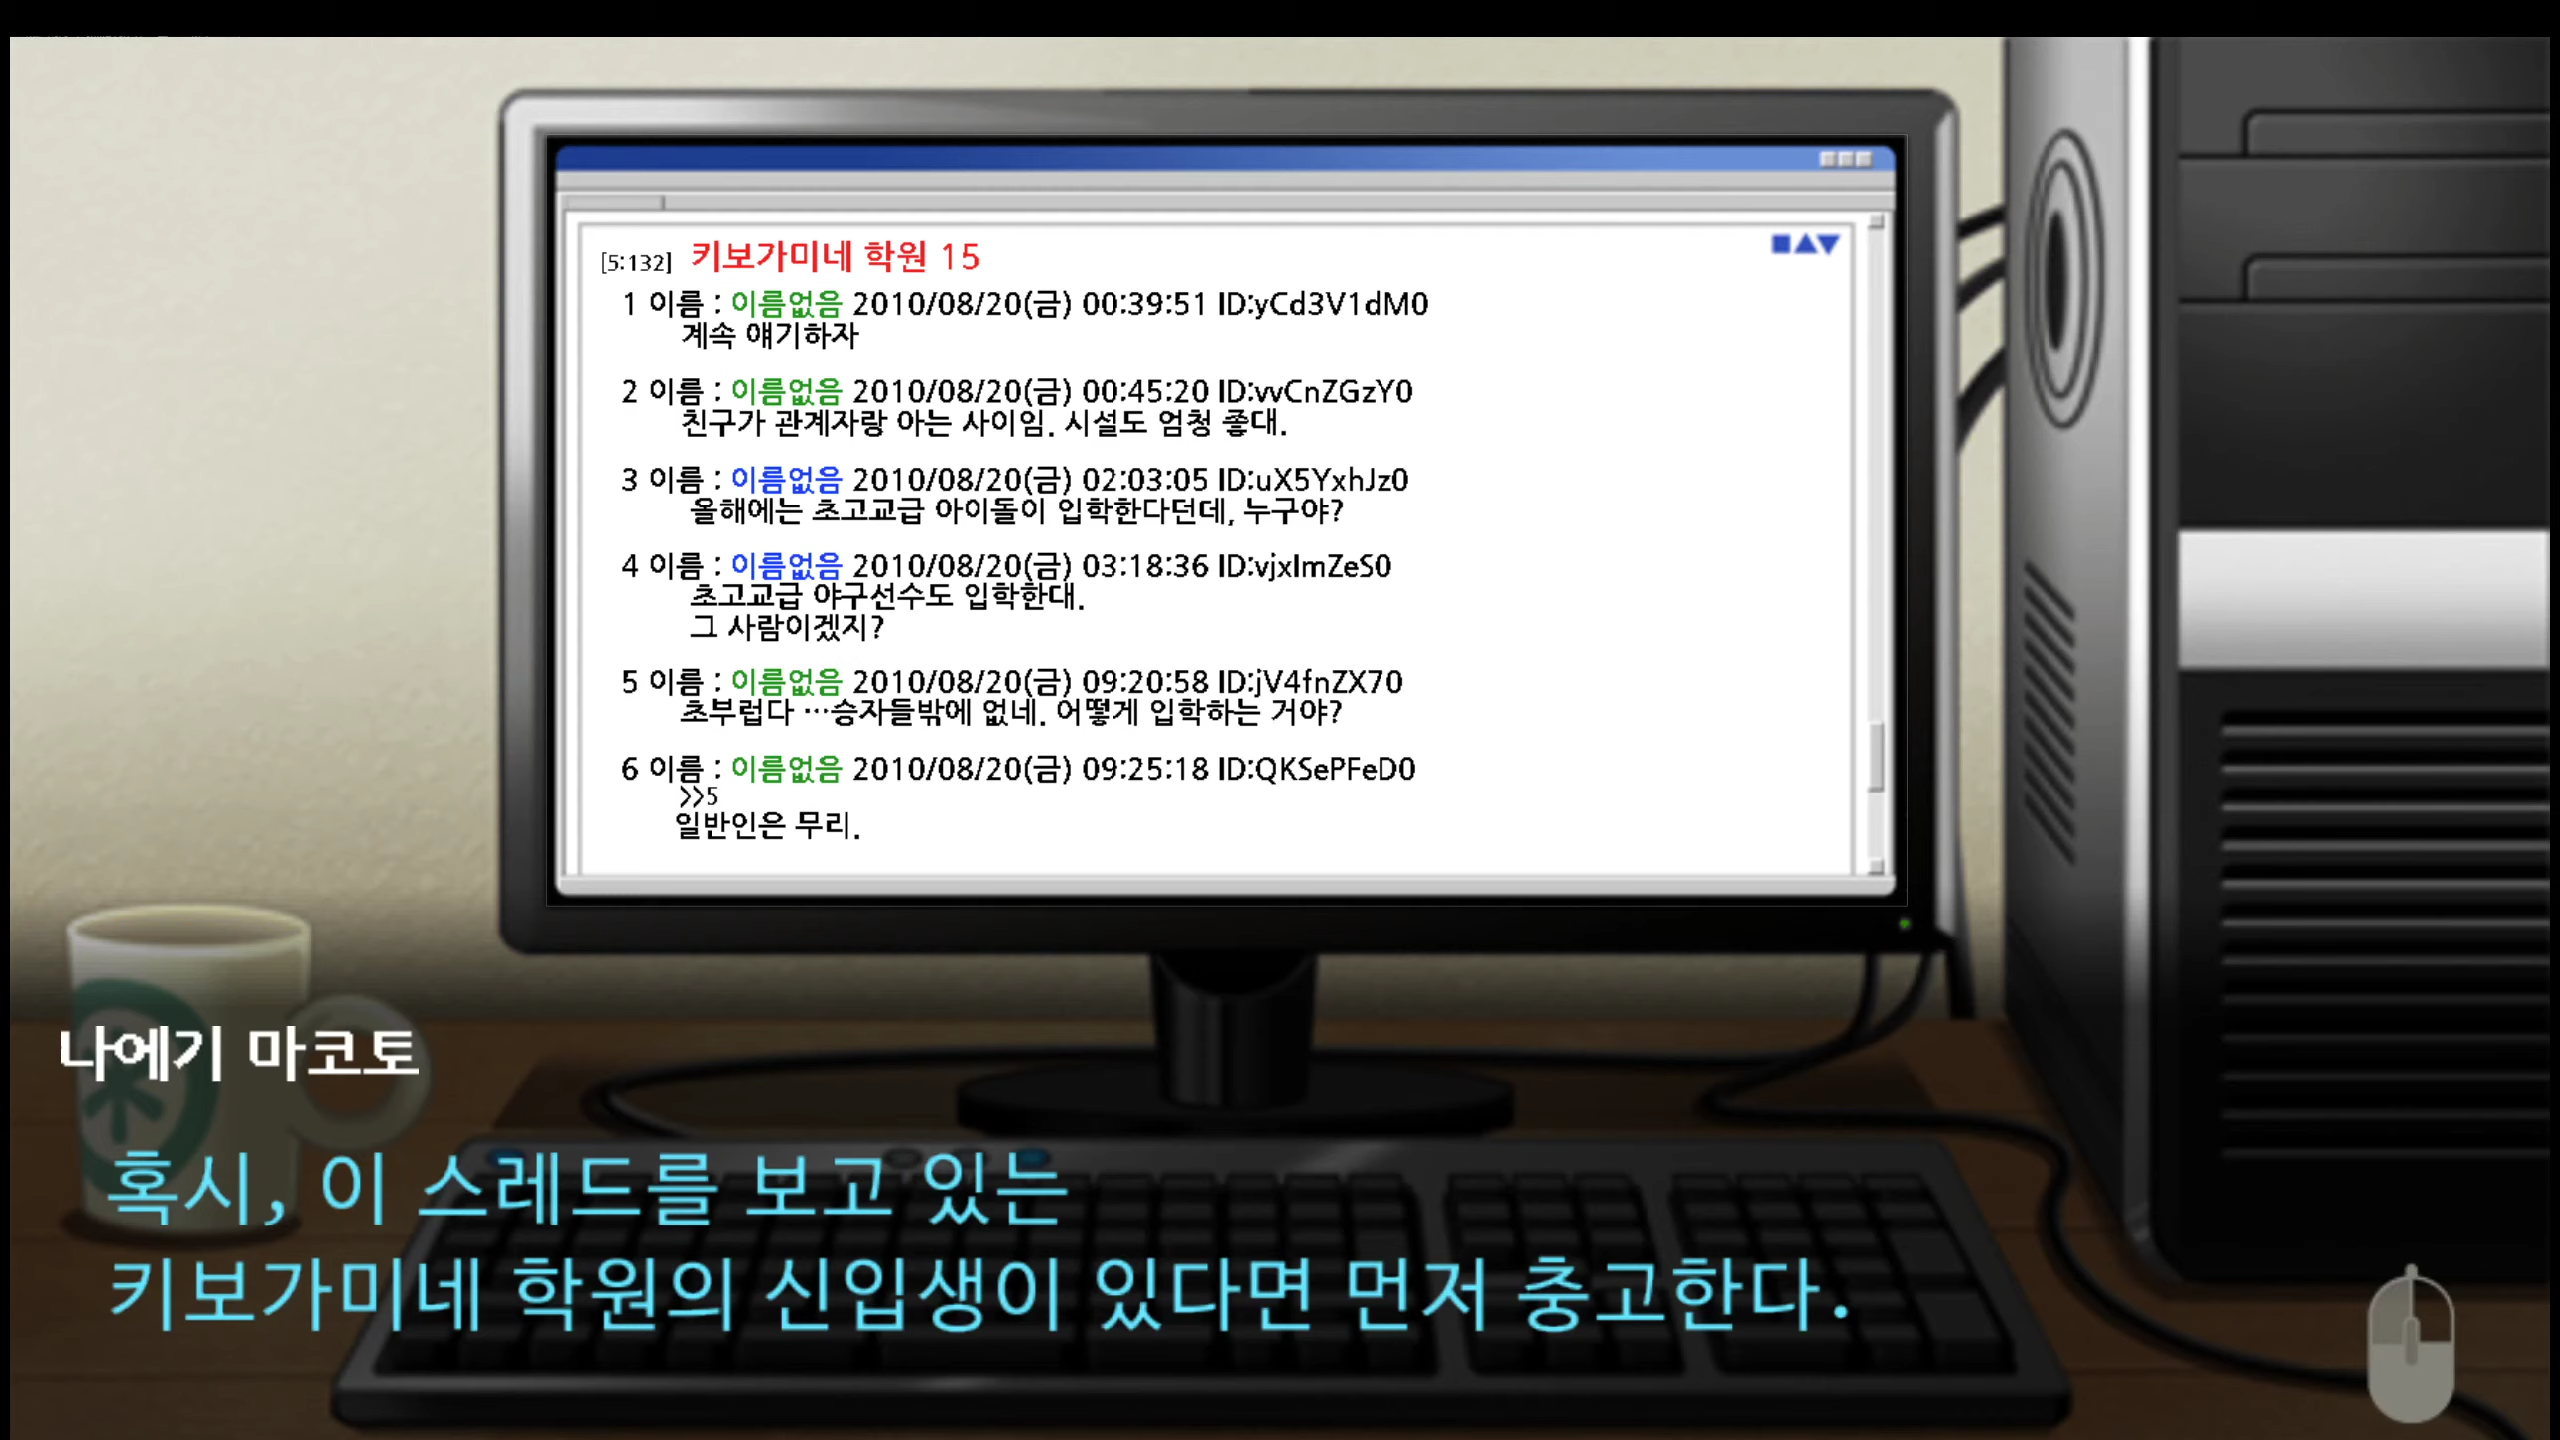 [5:132] 키보가미네 학원 15
1 이름 : 이름없음 2010/08/20(금) 00:39:51 ID:yCd3V1dM0
계속 얘기하자
2 이름 : 이름없음 2010/08/20(금) 00:45:20 ID:vvCnZGzY0
친구가 관계자랑 아는 사이임. 시설도 엄청 좋대.
3 이름 : 이름없음 2010/08/20(금) 02:03:05 ID:uX5YxhJz0
올해에는 초고교급 아이돌이 입학한다던데, 누구야?
4 이름 : 이름없음 2010/08/20(금) 03:18:36 ID:vjxImZeS0
초고교급 야구선수도 입학한대.
그 사람이겠지?
5 이름 : 이름없음 2010/08/20(금) 09:20:58 ID:jV4fnZX70
초부럽다 …승자들밖에 없네. 어떻게 입학하는 거야?
6 이름 : 이름없음 2010/08/20(금) 09:25:18 ID:QKSePFeD0
>>5
일반인은 무리.
나에기 마코토
혹시, 이 스레드를 보고 있는
키보가미네 학원의 신입생이 있다면 먼저 충고한다.